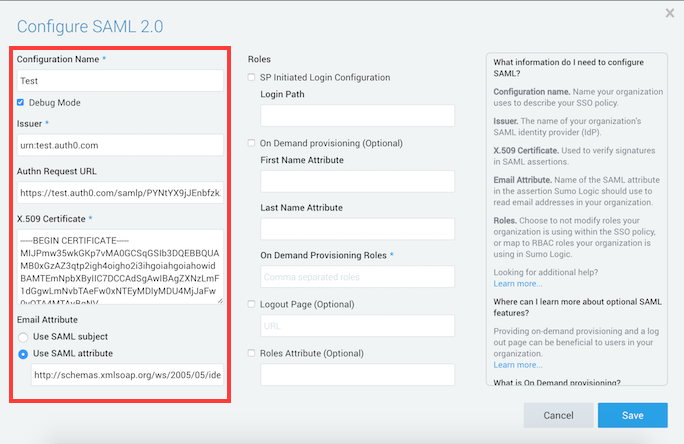 Configure SAML 2.0
Configuration Name *
Test
Debug Mode
Issuer *
urn:test.auth0.com
Authn Request URL
https://test.auth0.com/samlp/PYNtYX9jJEnbfzk
X.509 Certificate *
-----BEGIN CERTIFICATE-----
MIJPmw35wkGKp7vMA0GCSqGSIb3DQEBBQUA
MB0xGzAZ3qtp2igh4oigho2i3ihgoiahgoiahowid
BAMTEmNpbXByIIC7DCCAdSgAwIBAgZXNzLmF
1dGgwLmNvbTAeFw0xNTEyMDIyMDU4MjJaFw
Email Attribute
Use SAML subject
Use SAML attribute
http://schemas.xmlsoap.org/ws/2005/05/ide
Roles
SP Initiated Login Configuration
Login Path
On Demand provisioning (Optional)
First Name Attribute
Last Name Attribute
On Demand Provisioning Roles *
Comma separated roles
Logout Page (Optional)
URL
Roles Attribute (Optional)
What information do I need to configure
SAML?
Configuration name. Name your organization
uses to describe your SSO policy.
Issuer. The name of your organization's
SAML identity provider (IdP).
X.509 Certificate. Used to verify signatures
in SAML assertions.
Email Attribute. Name of the SAML attribute
in the assertion Sumo Logic should use to
read email addresses in your organization.
Roles. Choose to not modify roles your
organization is using within the SSO policy,
or map to RBAC roles your organization is
using in Sumo Logic.
Looking for additional help?
Learn more...
Where can I learn more about optional SAML
features?
Providing on-demand provisioning and a log
out page can be beneficial to users in your
organization.
Learn more...
What is On Demand provisioning?
Cancel
Save